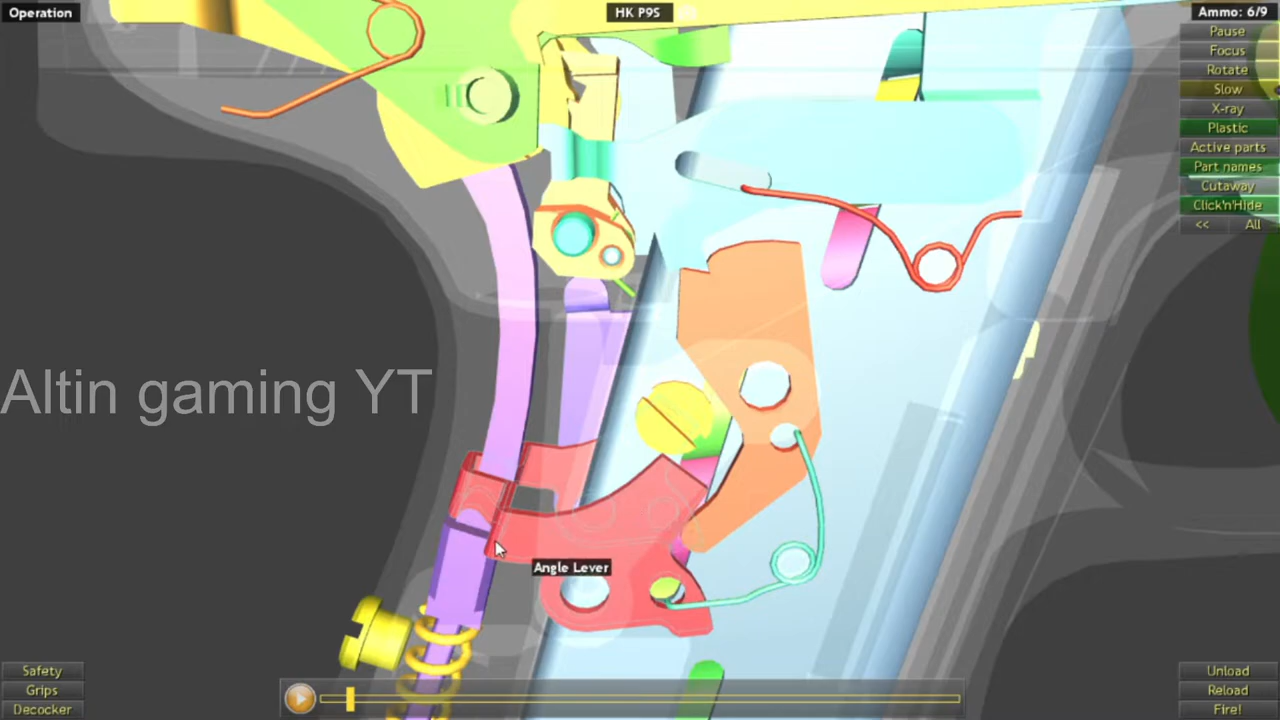 Operation
HK P9S
Ammo: 6/9
Pause
Focus
Rotate
Slow
X-ray
Plastic
Active parts
Part names
Cutaway
Click'n'Hide
<< All
Altin gaming YT
Angle Lever
Safety
Grips
Decocker
Unload
Reload
Fire!